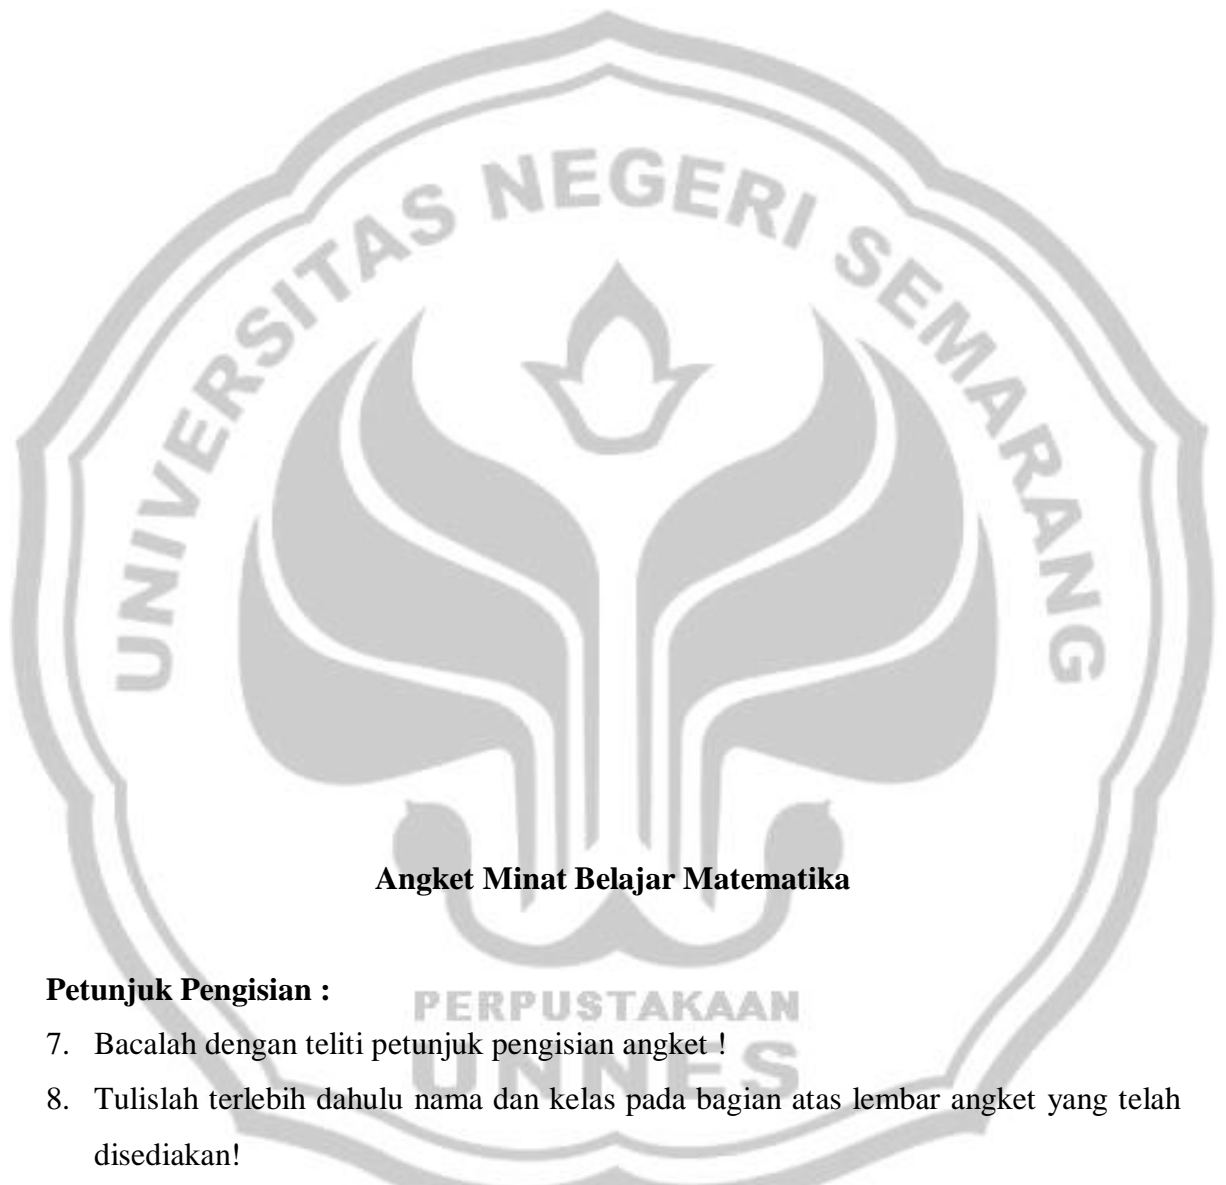 UNIVERSITAS NEGERI SEMARANG
Angket Minat Belajar Matematika
Petunjuk Pengisian :
PERPUSTAKAAN
7. Bacalah dengan teliti petunjuk pengisian angket !
UNNES
8. Tulislah terlebih dahulu nama dan kelas pada bagian atas lembar angket yang telah
disediakan!